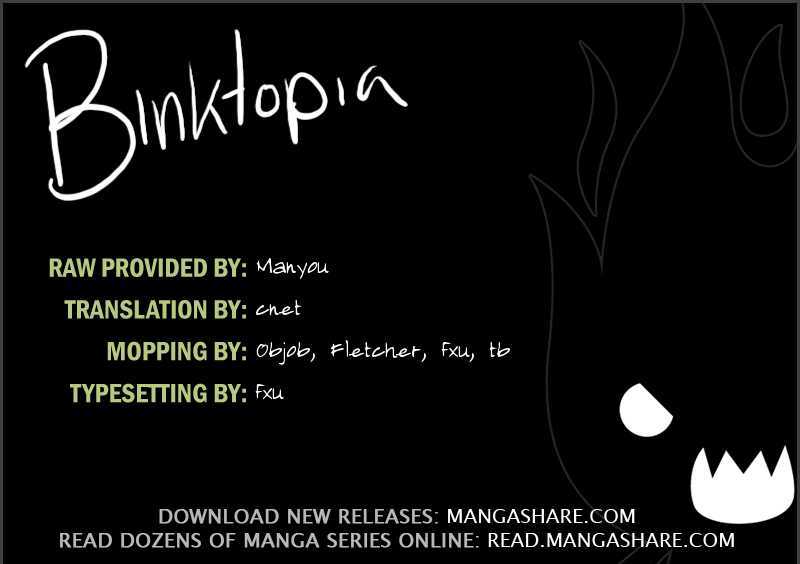 Binktopia
RAW PROVIDED BY: Manyou
TRANSLATION BY: cnet
MOPPING BY: Objob, Fletcher, fxu, tb
TYPESETTING BY: fxu
DOWNLOAD NEW RELEASES: MANGASHARE.COM
READ DOZENS OF MANGA SERIES ONLINE: READ.MANGASHARE.COM